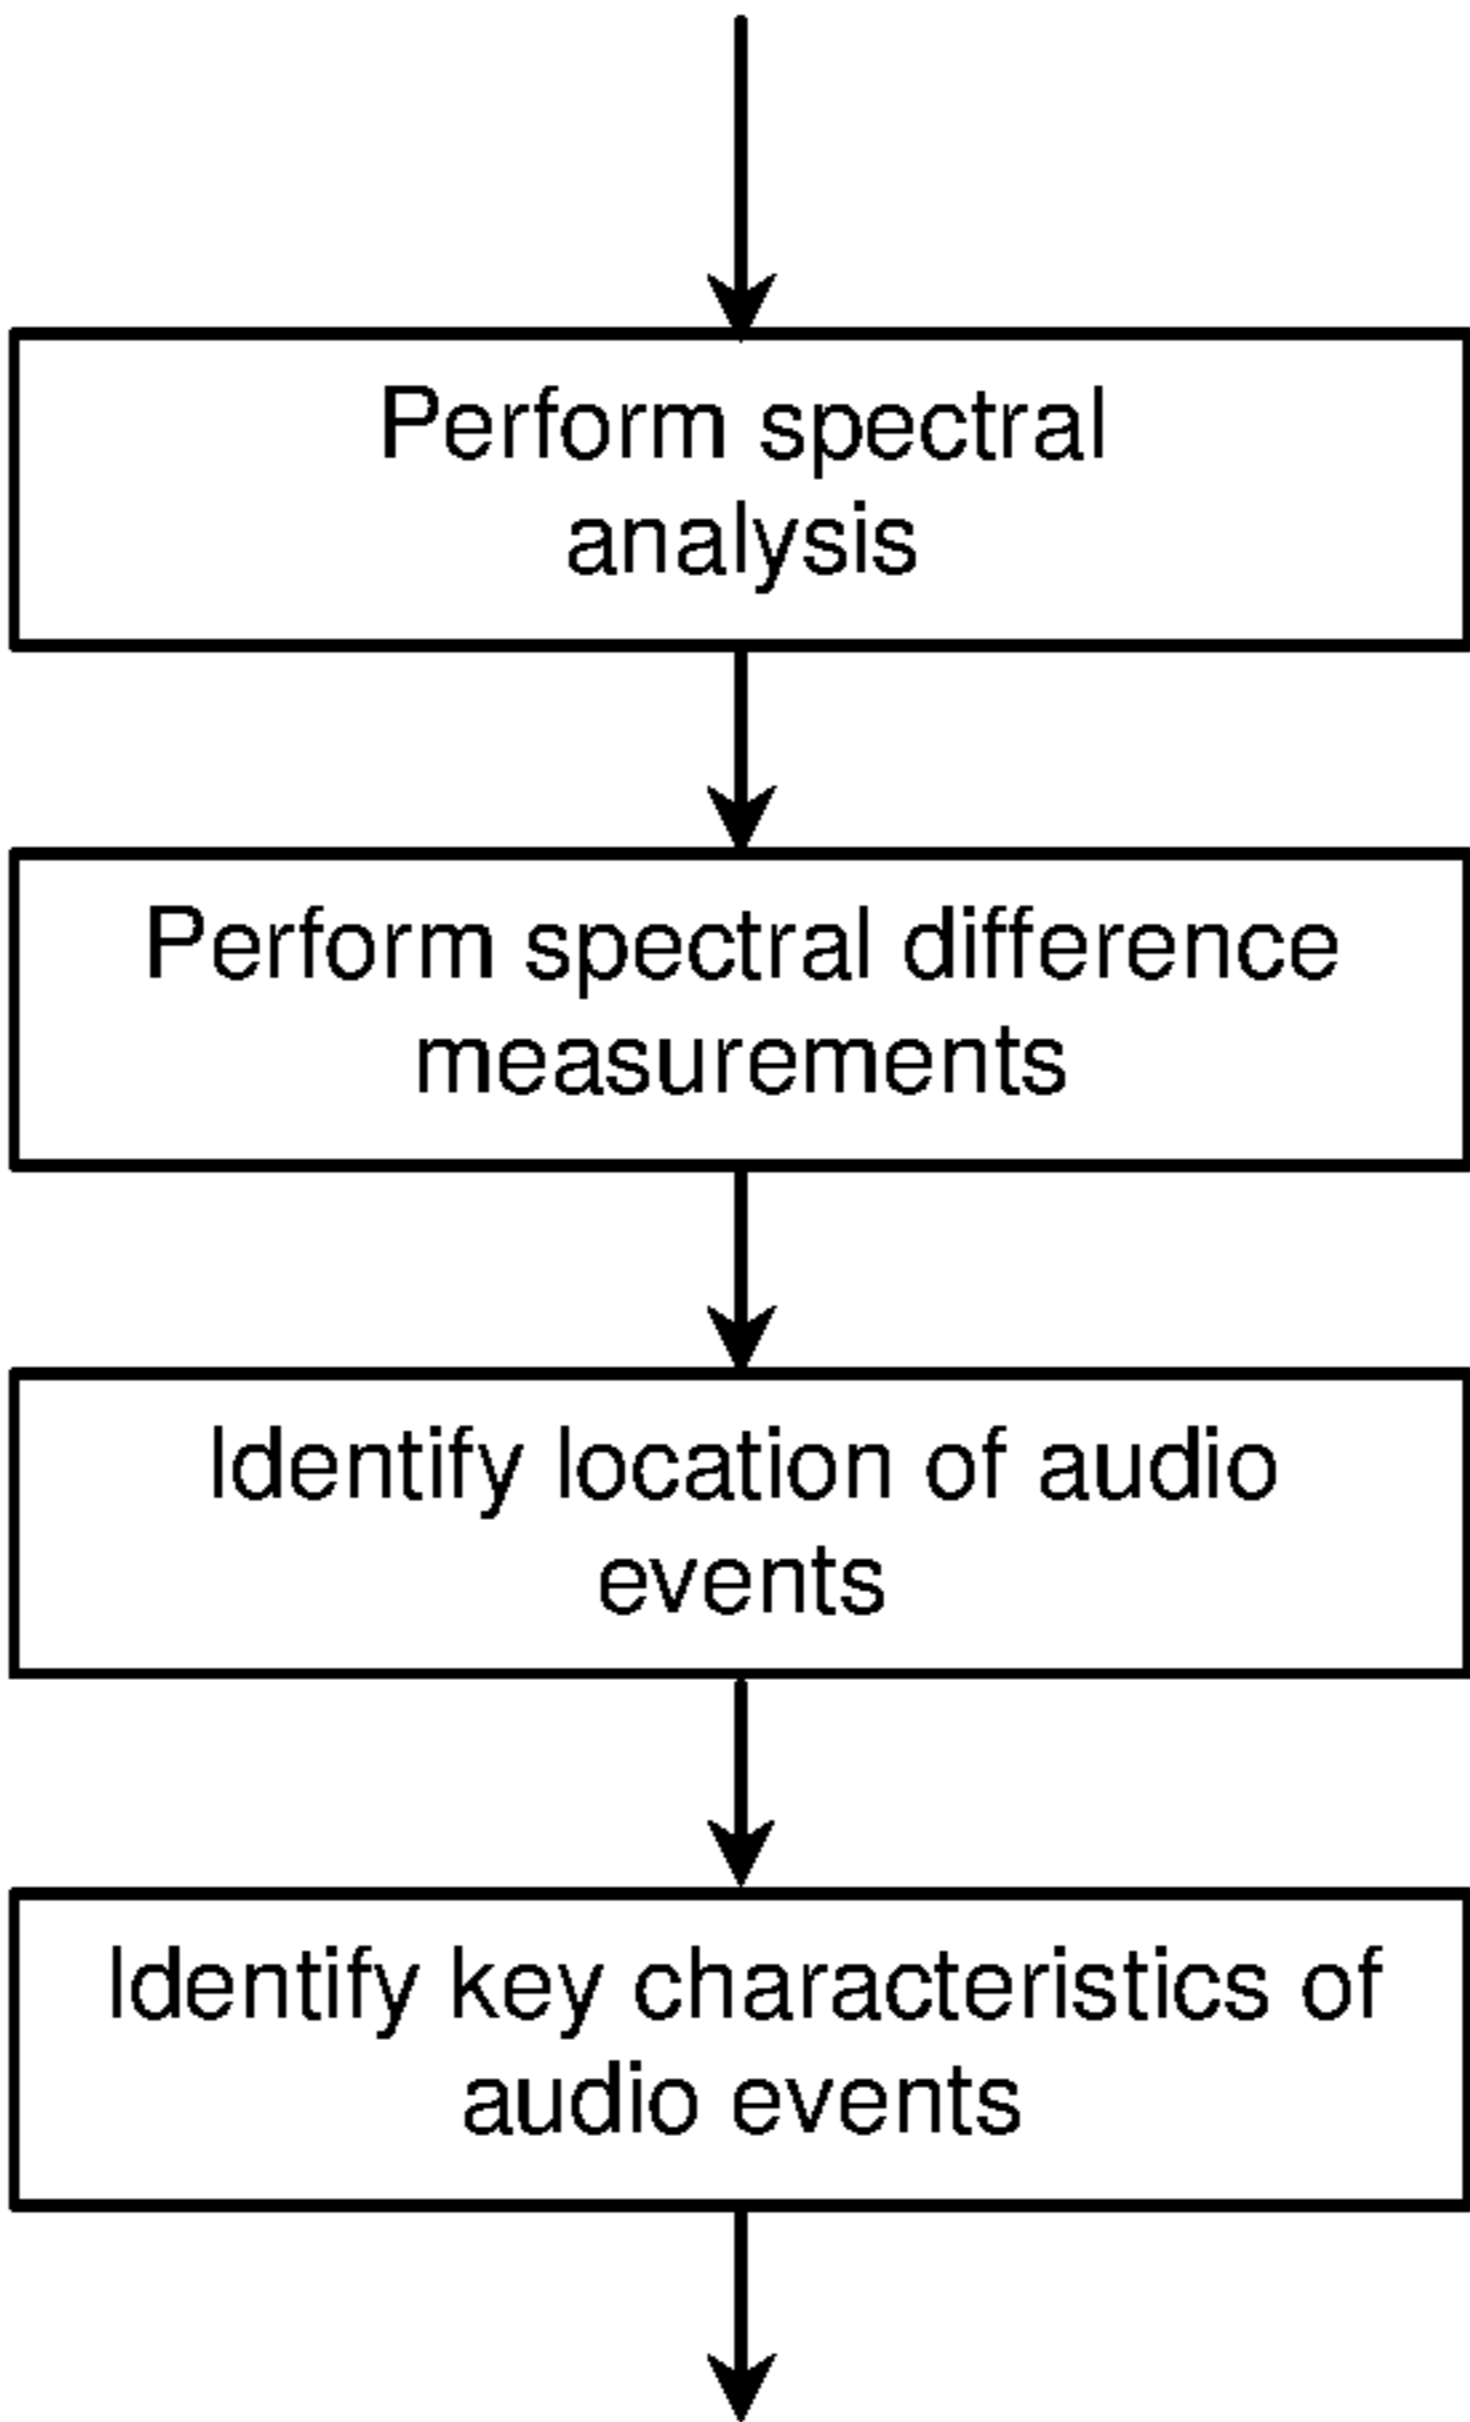 Perform spectral
analysis
Perform spectral difference
measurements
Identify location of audio
events
Identify key characteristics of
audio events